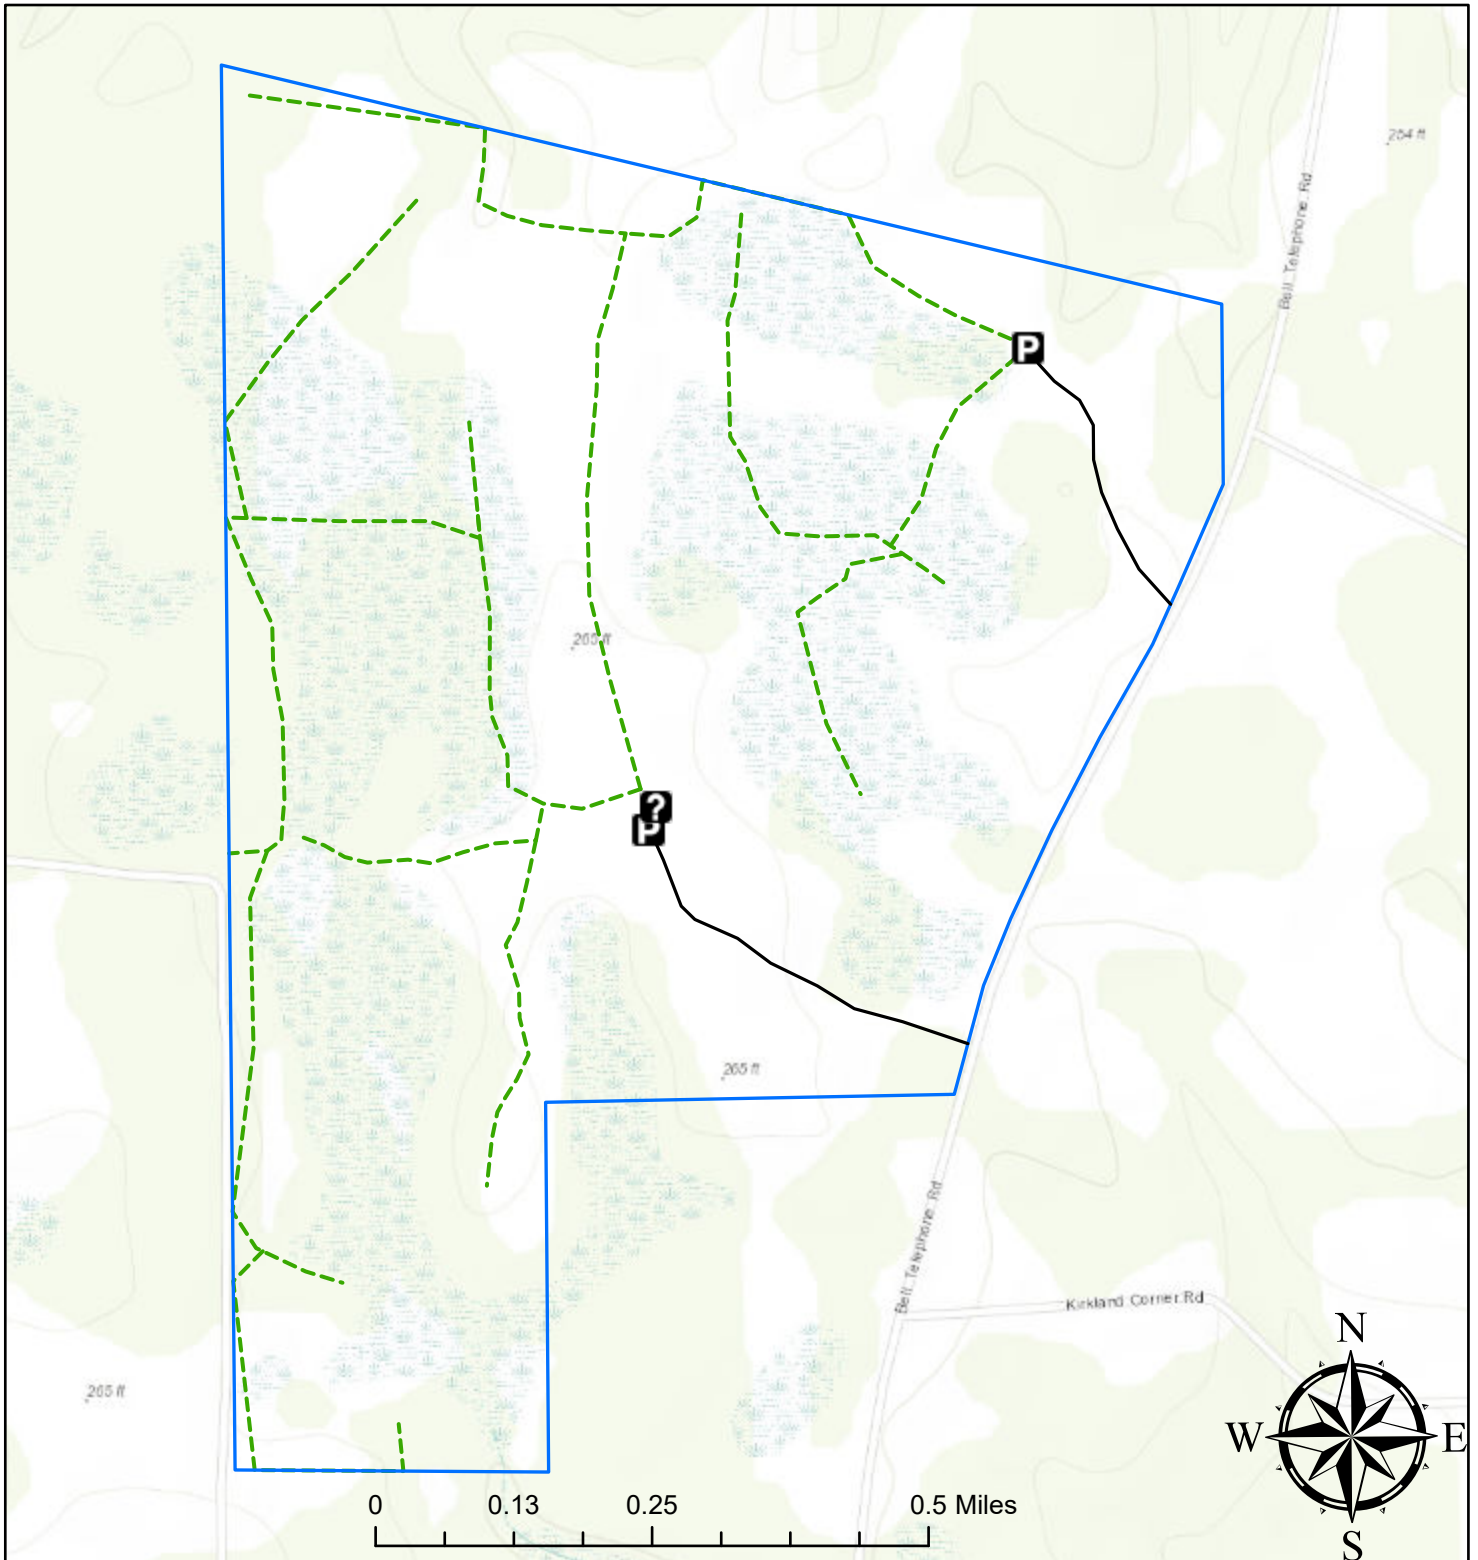 254 ft
Bell Telephone Rd
P
265 ft
?
P
265 ft
Bell Telephone Rd
Kirkland Corner Rd
N
265 ft
W
E
S
0 0.13 0.25 0.5 Miles